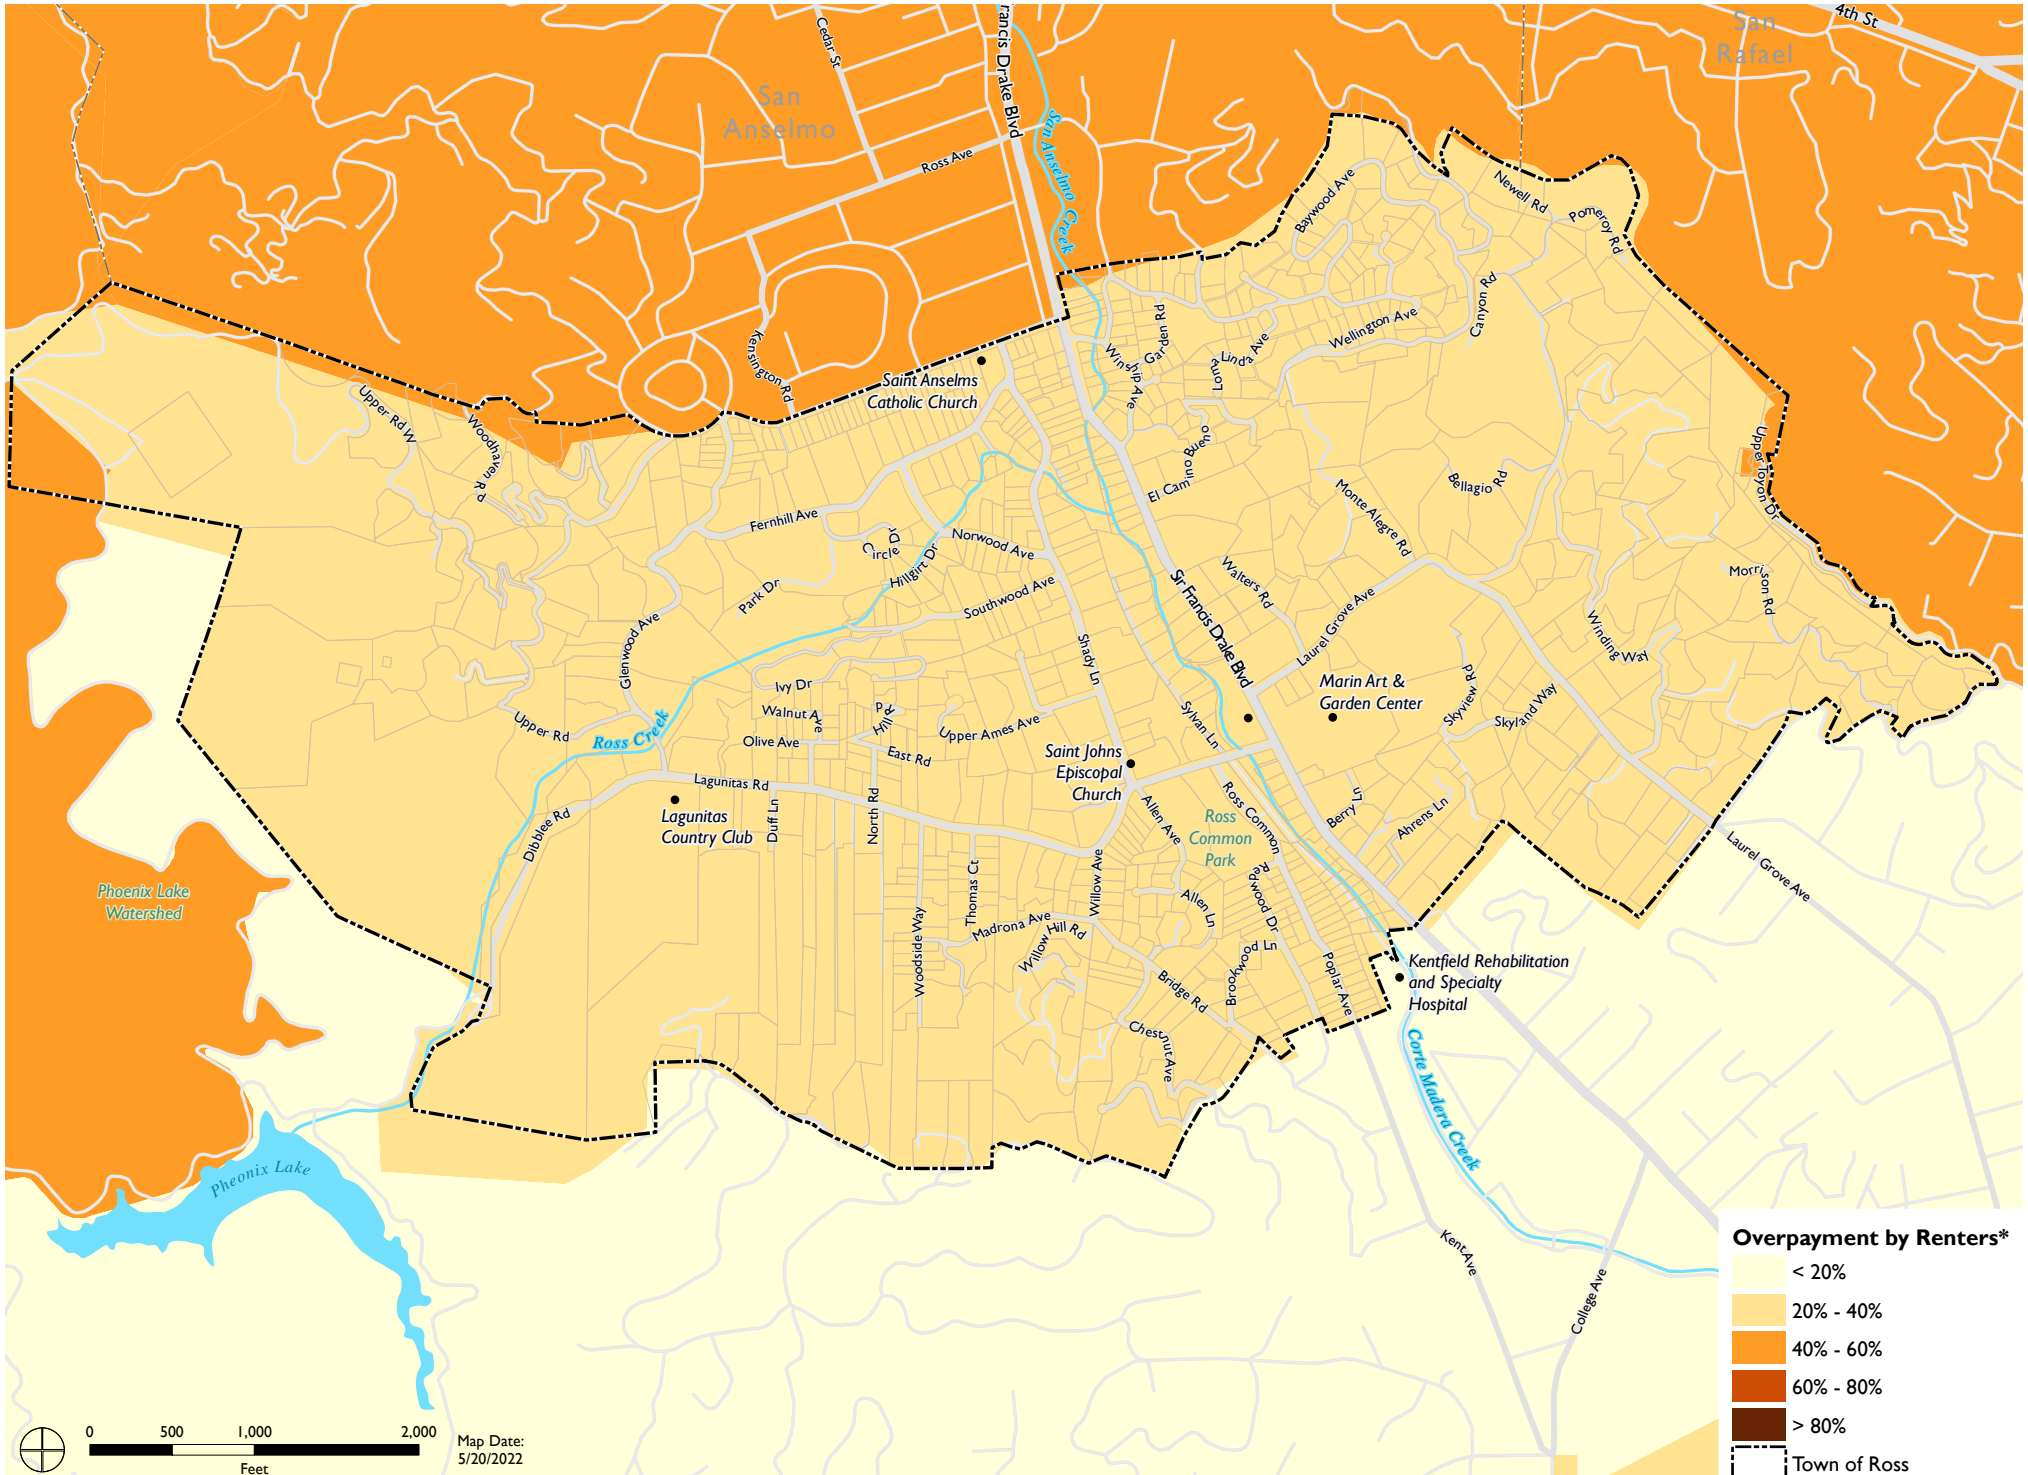 Cedar St
Francis Drake Blvd
San
Rafael
4th St
San
Anselmo
Ross Ave
San Anselmo Creek
Baywood Ave
Newell Rd
Pomeroy Rd
Canyon Rd
Kensington Rd
Saint Anselms
Catholic Church
Winship Ave
Garden Rd
Loma Linda Ave
Wellington Ave
Upper Rd W
Woodhaven Rd
El Camino Bueno
Monte Alegre Rd
Bellagio Rd
Upper Toyon Dr
Fernhill Ave
Circle Dr
Norwood Ave
Hillgirt Dr
Park Dr
Southwood Ave
Sir Francis Drake Blvd
Walters Rd
Laurel Grove Ave
Morrison Rd
Winding Way
Glenwood Ave
Shady Ln
Ivy Dr
Walnut Ave
Hill Rd
Upper Ames Ave
Olive Ave
East Rd
Upper Rd
Ross Creek
Sylvan Ln
Marin Art &
Garden Center
Skyview Rd
Skyland Way
Saint Johns
Episcopal
Church
Lagunitas Rd
Lagunitas
Country Club
Duff Ln
North Rd
Dibblee Rd
Allen Ave
Ross
Common
Park
Ross Common
Berry Ln
Ahrens Ln
Laurel Grove Ave
Phoenix Lake
Watershed
Thomas Ct
Willow Ave
Redwood Dr
Allen Ln
Woodside Way
Madrona Ave
Willow Hill Rd
Brookwood Ln
Bridge Rd
Poplar Ave
Kentfield Rehabilitation
and Specialty
Hospital
Chestnut Ave
Corte Madera Creek
Pheonix Lake
Kent Ave
College Ave
Overpayment by Renters*
< 20%
20% - 40%
40% - 60%
60% - 80%
> 80%
Town of Ross
0 500 1,000 2,000
Feet
Map Date:
5/20/2022